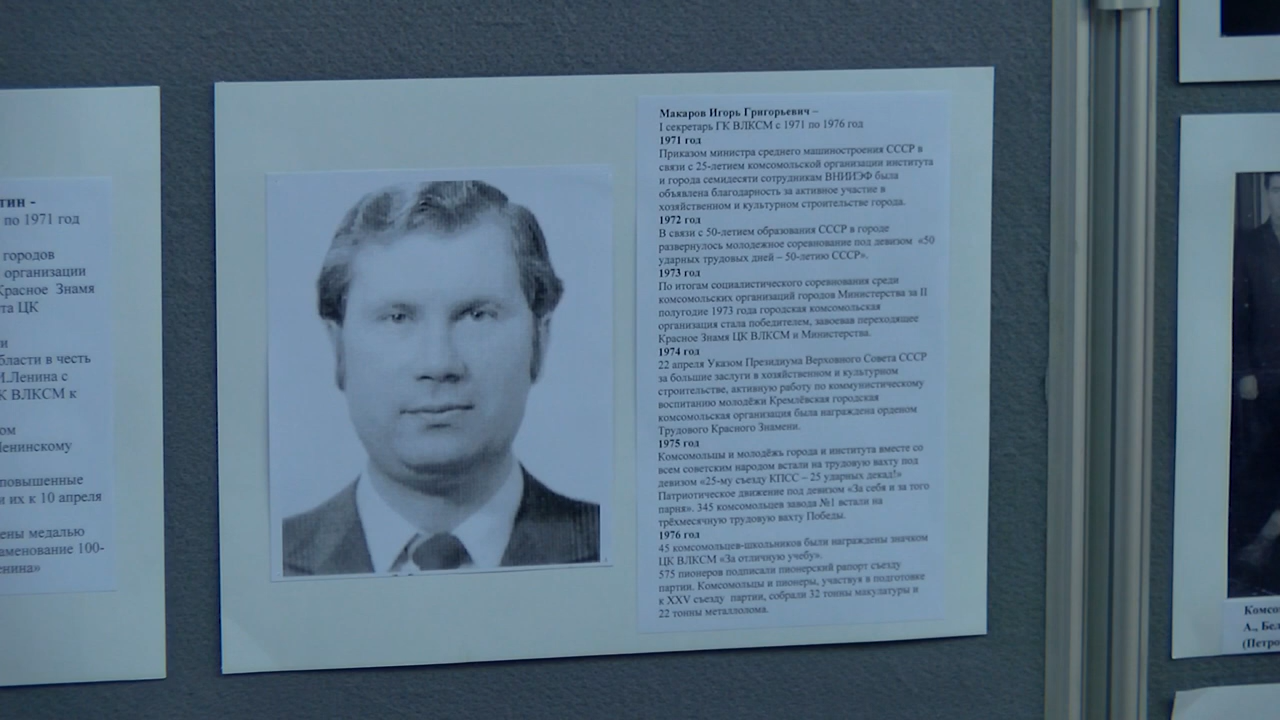 тин -
по 1971 год
городов
организации
Красное Знамя
та ЦК
и
бласти в честь
И.Ленина с
К ВЛКСМ к
ом
Ленинскому
повышенные
и их к 10 апреля
ены медалью
аменование 100-
енина»
Макаров Игорь Григорьевич –
I секретарь ГК ВЛКСМ с 1971 по 1976 год
1971 год
Приказом министра среднего машиностроения СССР в
связи с 25-летием комсомольской организации института
и города семидесяти сотрудникам ВНИИЭФ была
объявлена благодарность за активное участие в
хозяйственном и культурном строительстве города.
1972 год
В связи с 50-летием образования СССР в городе
развернулось молодежное соревнование под девизом «50
ударных трудовых дней – 50-летию СССР».
1973 год
По итогам социалистического соревнования среди
комсомольских организаций городов Министерства за II
полугодие 1973 года городская комсомольская
организация стала победителем, завоевав переходящее
Красное Знамя ЦК ВЛКСМ и Министерства.
1974 год
22 апреля Указом Президиума Верховного Совета СССР
за большие заслуги в хозяйственном и культурном
строительстве, активную работу по коммунистическому
воспитанию молодёжи Кремлёвская городская
комсомольская организация была награждена орденом
Трудового Красного Знамени.
1975 год
Комсомольцы и молодёжь города и института вместе со
всем советским народом встали на трудовую вахту под
девизом «25-му съезду КПСС – 25 ударных декад!»
Патриотическое движение под девизом «За себя и за того
парня». 345 комсомольцев завода №1 встали на
трёхмесячную трудовую вахту Победы.
1976 год
45 комсомольцев-школьников были награждены значком
ЦК ВЛКСМ «За отличную учебу».
575 пионеров подписали пионерский рапорт съезду
партии. Комсомольцы и пионеры, участвуя в подготовке
к XXV съезду партии, собрали 32 тонны макулатуры и
22 тонны металлолома.
Комсо
А., Бел
(Петро